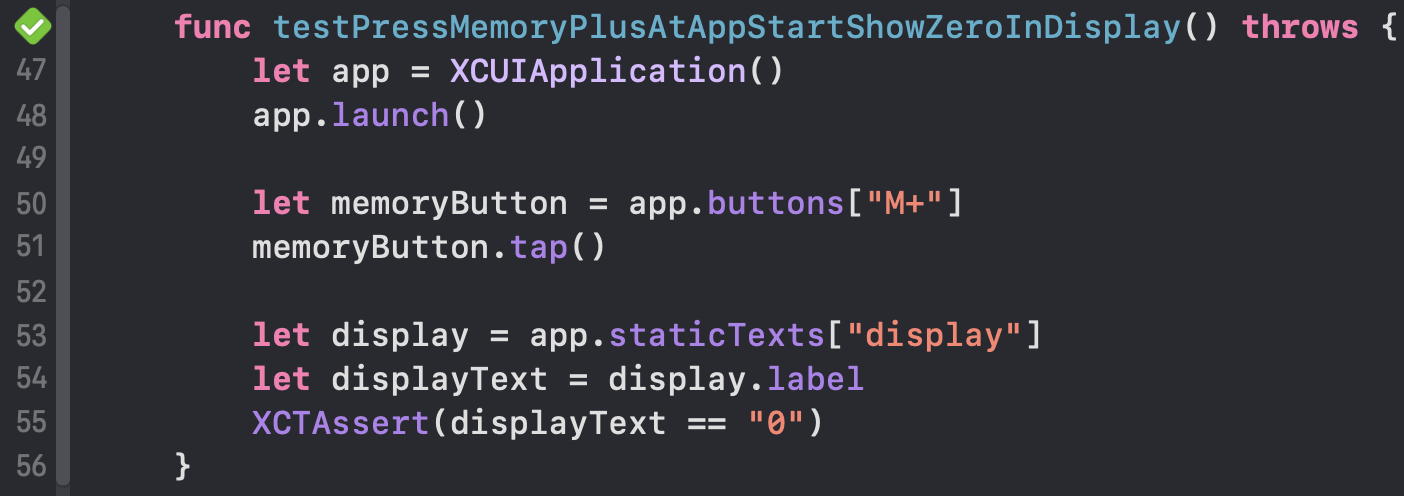 func testPressMemoryPlusAtAppStartShowZeroInDisplay() throws {
47 let app = XCUIApplication()
48 app.launch()
49
50 let memoryButton = app.buttons["M+"]
51 memoryButton.tap()
52
53 let display = app.staticTexts["display"]
54 let displayText = display.label
55 XCTAssert(displayText == "0")
56 }